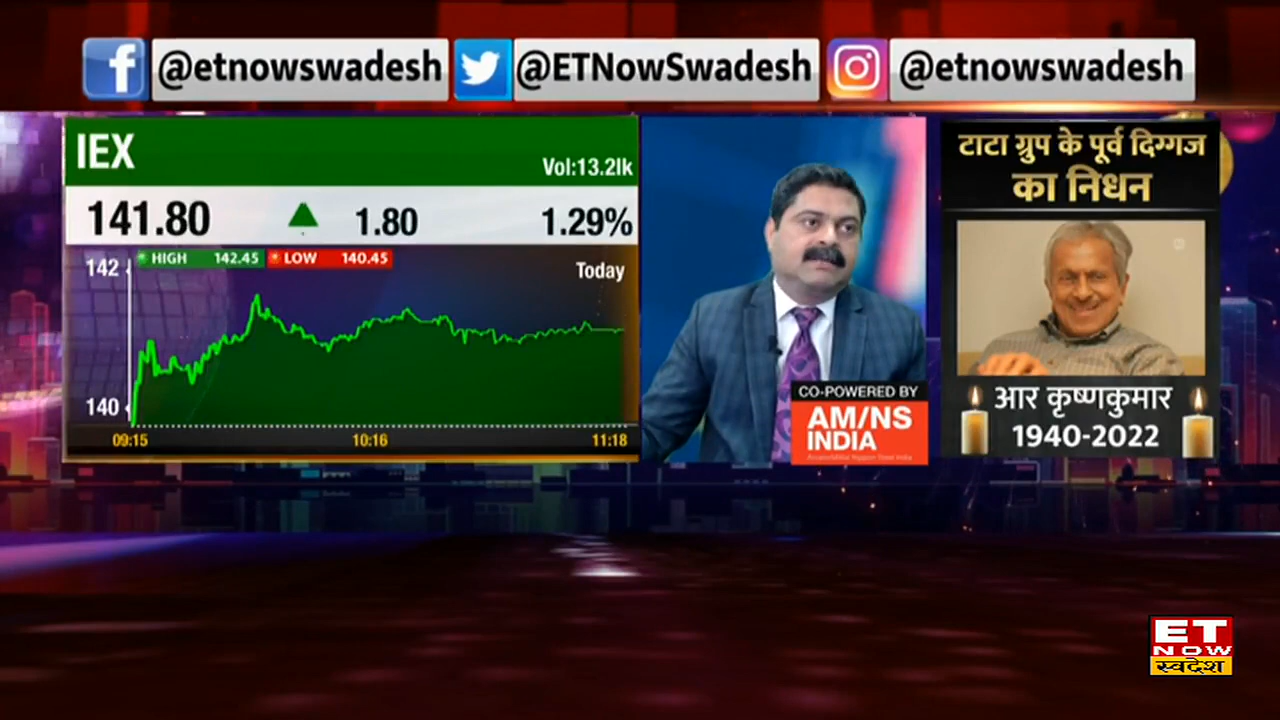 @etnowswadesh
@ETNowSwadesh
@etnowswadesh
IEX
Vol:13.2lk
141.80
1.80
1.29%
142
HIGH 142.45
LOW 140.45
Today
140
09:15
10:16
11:18
CO-POWERED BY
AM/NS
INDIA
टाटा ग्रुप के पूर्व दिग्गज
का निधन
आर कृष्णकुमार
1940-2022
ET
NOW
स्वदेश